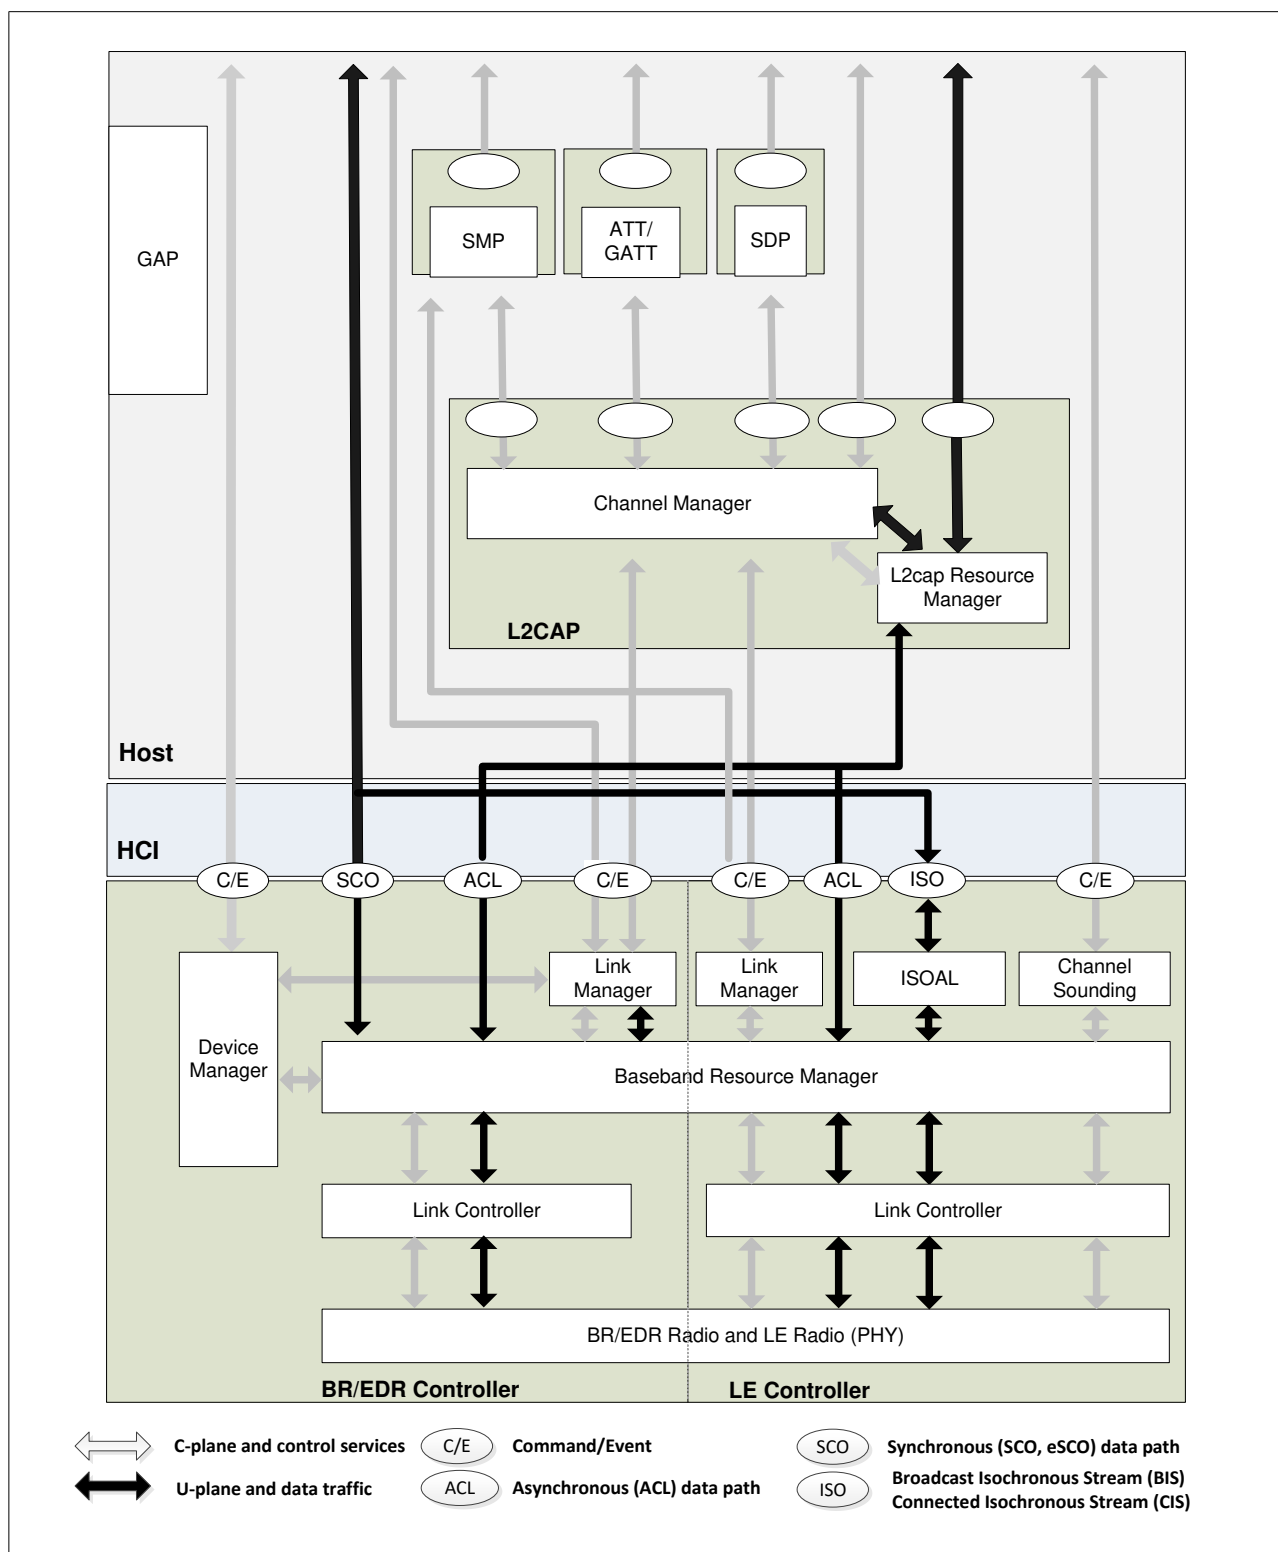 GAP
SMP
ATT/
GATT
SDP
Channel Manager
L2cap Resource
Manager
L2CAP
Host
HCI
C/E
SCO
ACL
C/E
C/E
ACL
ISO
C/E
Link
Manager
Link
Manager
ISOAL
Channel
Sounding
Device
Manager
Baseband Resource Manager
Link Controller
Link Controller
BR/EDR Radio and LE Radio (PHY)
BR/EDR Controller
LE Controller
C-plane and control services
C/E
Command/Event
SCO
Synchronous (SCO, eSCO) data path
U-plane and data traffic
ACL
Asynchronous (ACL) data path
ISO
Broadcast Isochronous Stream (BIS)
Connected Isochronous Stream (CIS)